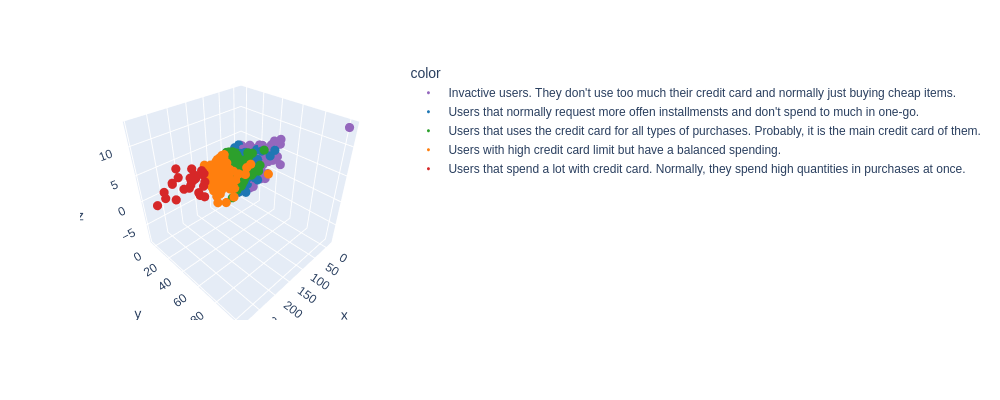 color
Invactive users. They don't use too much their credit card and normally just buying cheap items.
Users that normally request more offen installmensts and don't spend to much in one-go.
Users that uses the credit card for all types of purchases. Probably, it is the main credit card of them.
Users with high credit card limit but have a balanced spending.
Users that spend a lot with credit card. Normally, they spend high quantities in purchases at once.
10
5
0
−5
z
0
20
40
60
80
y
0
50
100
150
200
x